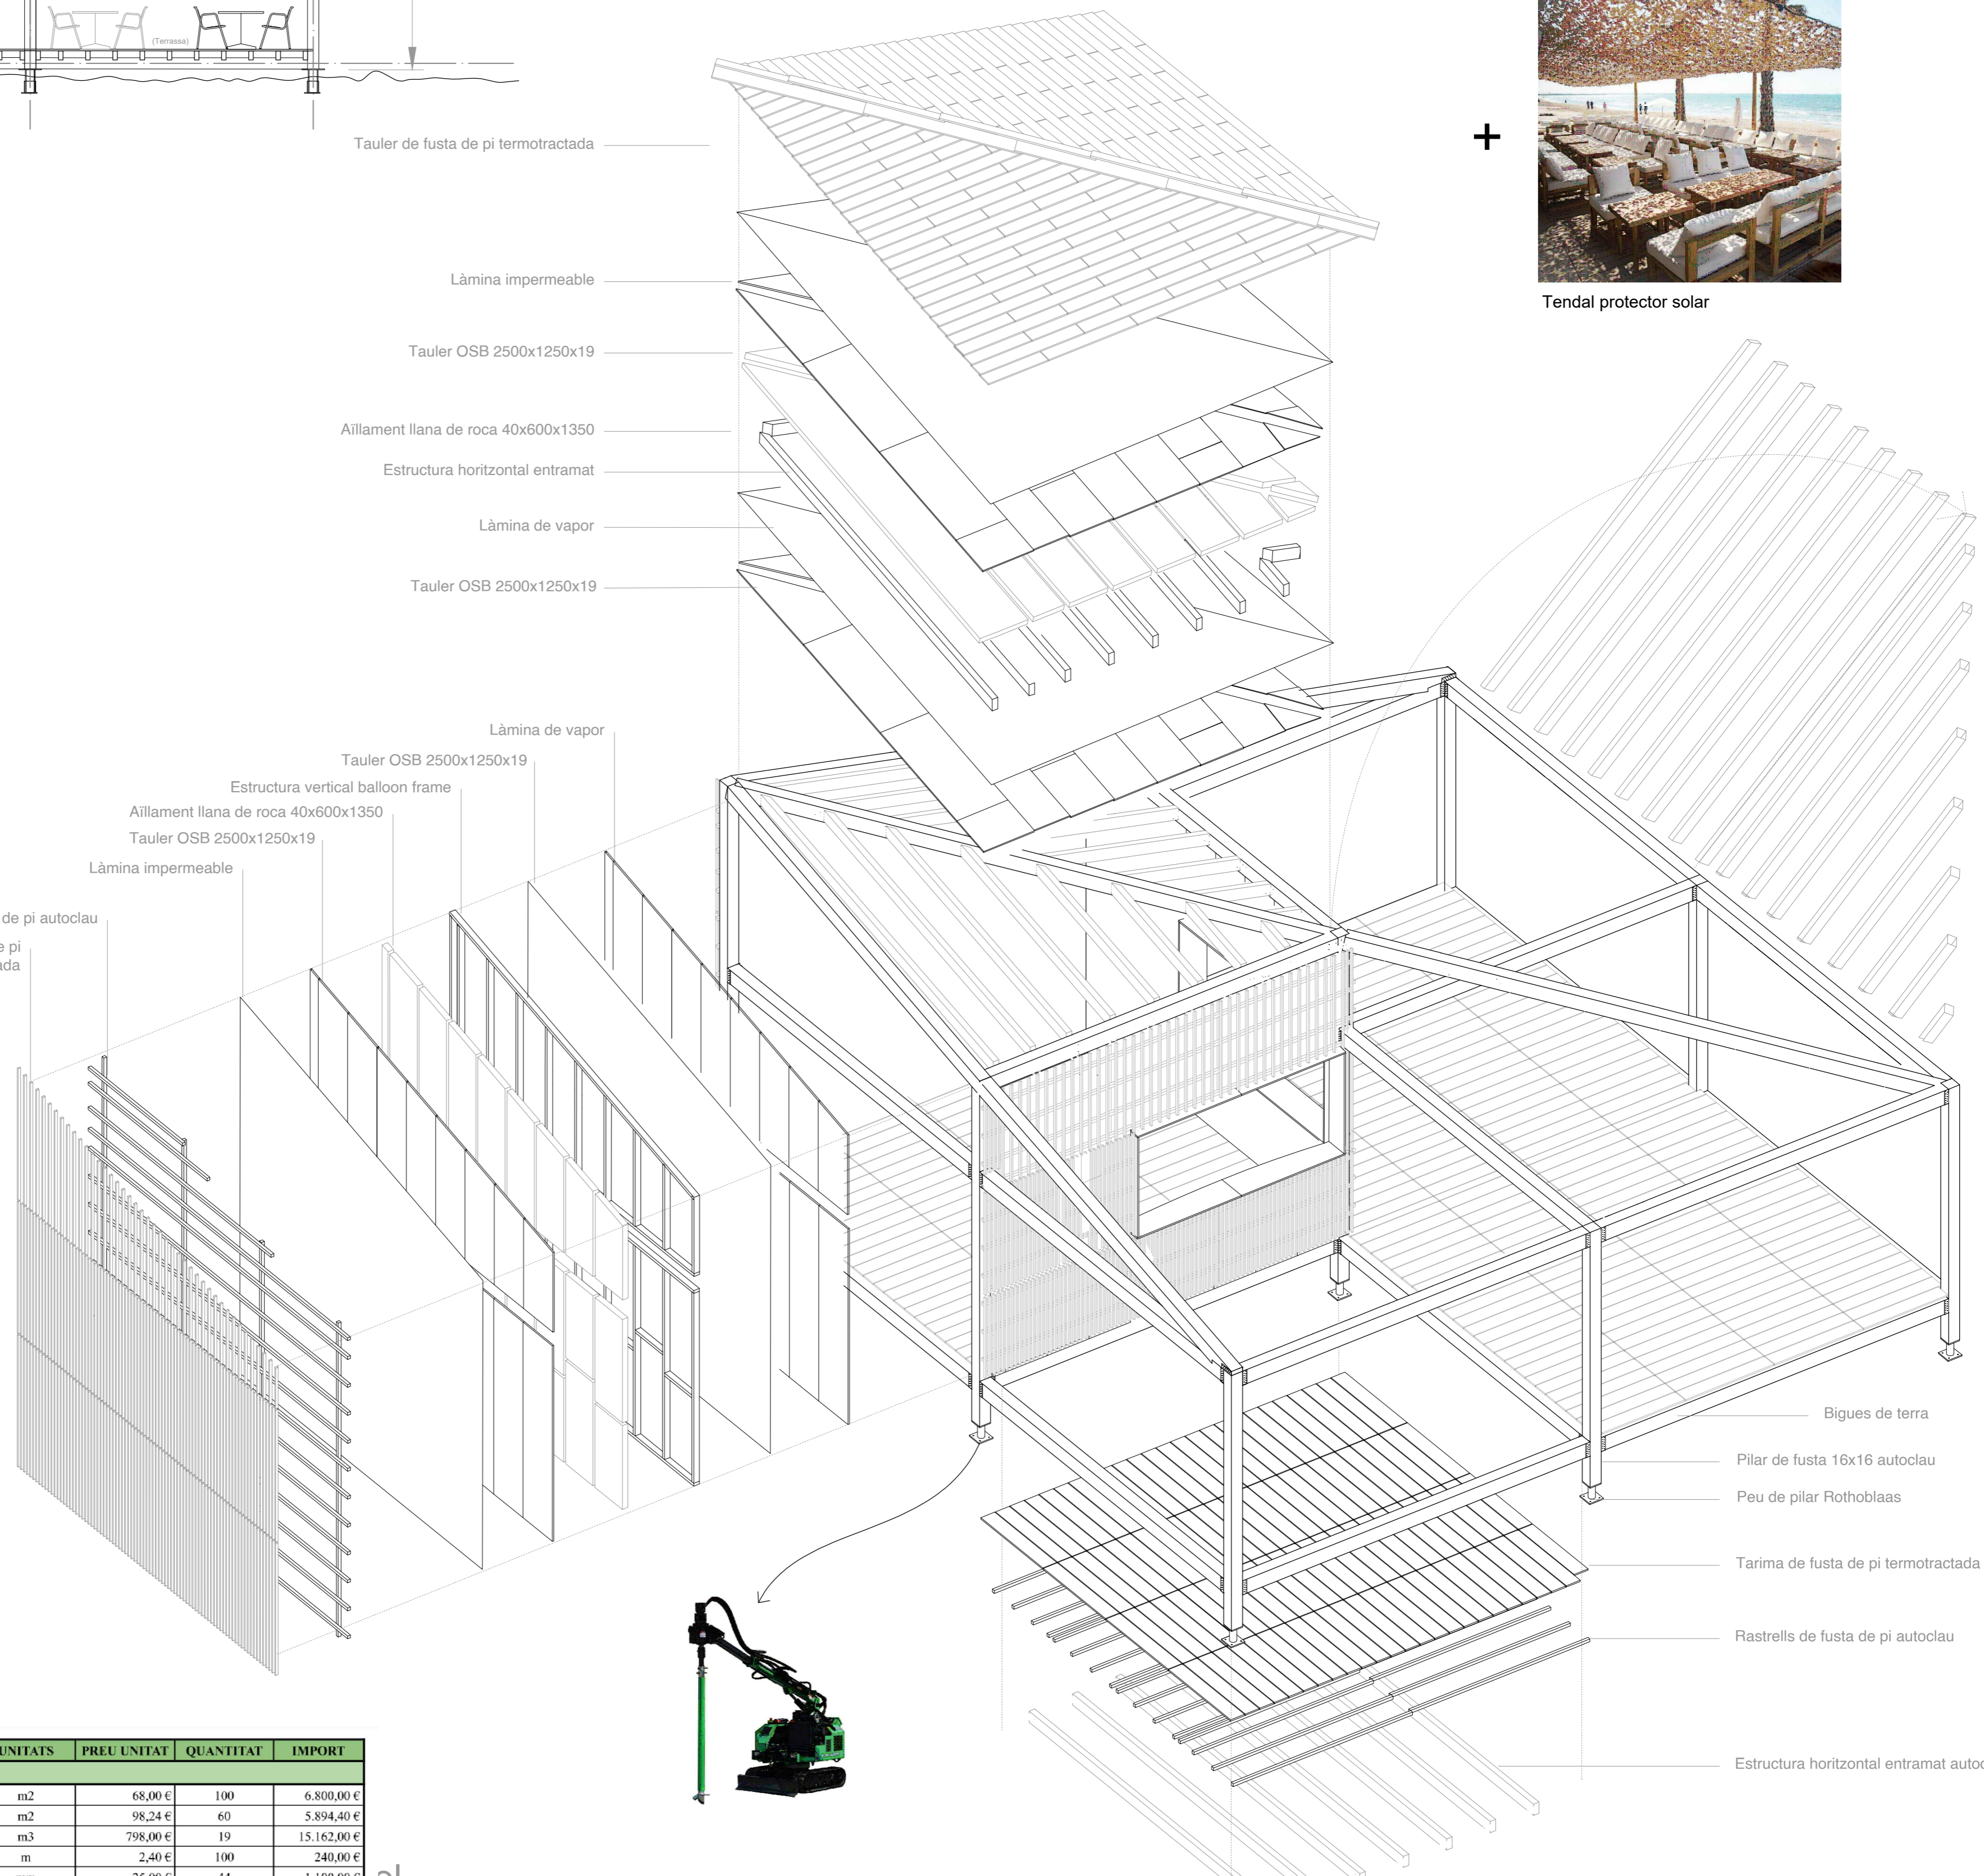 (Terrassa)
Tauler de fusta de pi termotractada
+
Tendal protector solar
Làmina impermeable
Tauler OSB 2500x1250x19
Aïllament llana de roca 40x600x1350
Estructura horitzontal entramat
Làmina de vapor
Tauler OSB 2500x1250x19
Làmina de vapor
Tauler OSB 2500x1250x19
Estructura vertical balloon frame
Aïllament llana de roca 40x600x1350
Tauler OSB 2500x1250x19
Làmina impermeable
de pi autoclau
pi
Bigues de terra
Pilar de fusta 16x16 autoclau
Peu de pilar Rothoblaas
Tarima de fusta de pi termotractada
Rastrells de fusta de pi autoclau
Estructura horitzontal entramat
UNITATS PREU UNITAT QUANTITAT IMPORT
m2 68,00 € 100 6.800,00 €
m2 98,24 € 60 5.894,40 €
m3 798,00 € 19 15.162,00 €
m 2,40 € 100 240,00 €